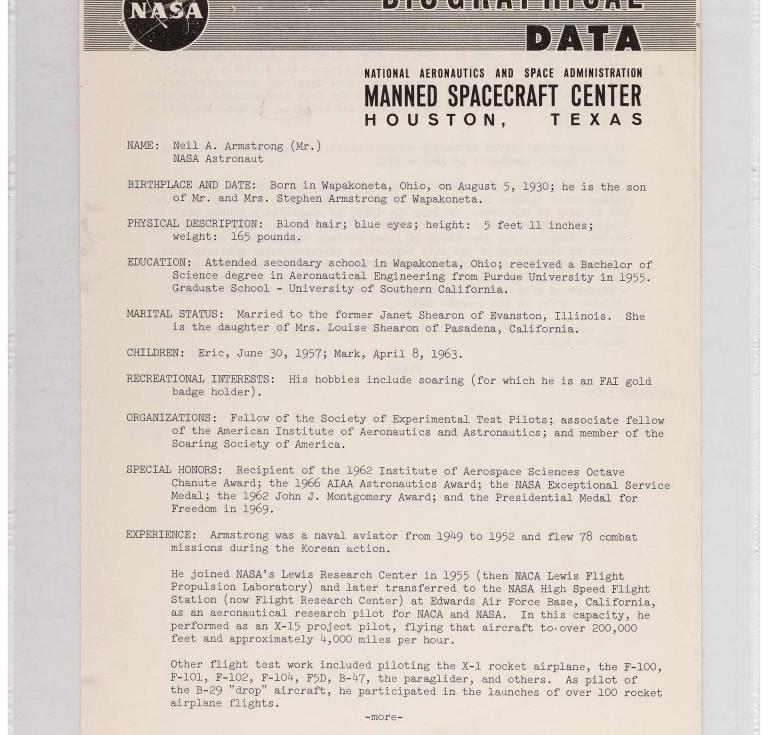 NASA
BIOGRAPHICAL
DATA
NATIONAL AERONAUTICS AND SPACE ADMINISTRATION
MANNED SPACECRAFT CENTER
HOUSTON, TEXAS
NAME: Neil A. Armstrong (Mr.)
NASA Astronaut
BIRTHPLACE AND DATE: Born in Wapakoneta, Ohio, on August 5, 1930; he is the son
of Mr. and Mrs. Stephen Armstrong of Wapakoneta.
PHYSICAL DESCRIPTION: Blond hair; blue eyes; height: 5 feet 11 inches;
weight: 165 pounds.
EDUCATION: Attended secondary school in Wapakoneta, Ohio; received a Bachelor of
Science degree in Aeronautical Engineering from Purdue University in 1955.
Graduate School - University of Southern California.
MARITAL STATUS: Married to the former Janet Shearon of Evanston, Illinois. She
is the daughter of Mrs. Louise Shearon of Pasadena, California.
CHILDREN: Eric, June 30, 1957; Mark, April 8, 1963.
RECREATIONAL INTERESTS: His hobbies include soaring (for which he is an FAI gold
badge holder).
ORGANIZATIONS: Fellow of the Society of Experimental Test Pilots; associate fellow
of the American Institute of Aeronautics and Astronautics; and member of the
Soaring Society of America.
SPECIAL HONORS: Recipient of the 1962 Institute of Aerospace Sciences Octave
Chanute Award; the 1966 AIAA Astronautics Award; the NASA Exceptional Service
Medal; the 1962 John J. Montgomery Award; and the Presidential Medal for
Freedom in 1969.
EXPERIENCE: Armstrong was a naval aviator from 1949 to 1952 and flew 78 combat
missions during the Korean action.
He joined NASA's Lewis Research Center in 1955 (then NACA Lewis Flight
Propulsion Laboratory) and later transferred to the NASA High Speed Flight
Station (now Flight Research Center) at Edwards Air Force Base, California,
as an aeronautical research pilot for NACA and NASA. In this capacity, he
performed as an X-15 project pilot, flying that aircraft to over 200,000
feet and approximately 4,000 miles per hour.
Other flight test work included piloting the X-1 rocket airplane, the F-100,
F-101, F-102, F-104, F5D, B-47, the paraglider, and others. As pilot of
the B-29 "drop" aircraft, he participated in the launches of over 100 rocket
airplane flights.
-more-